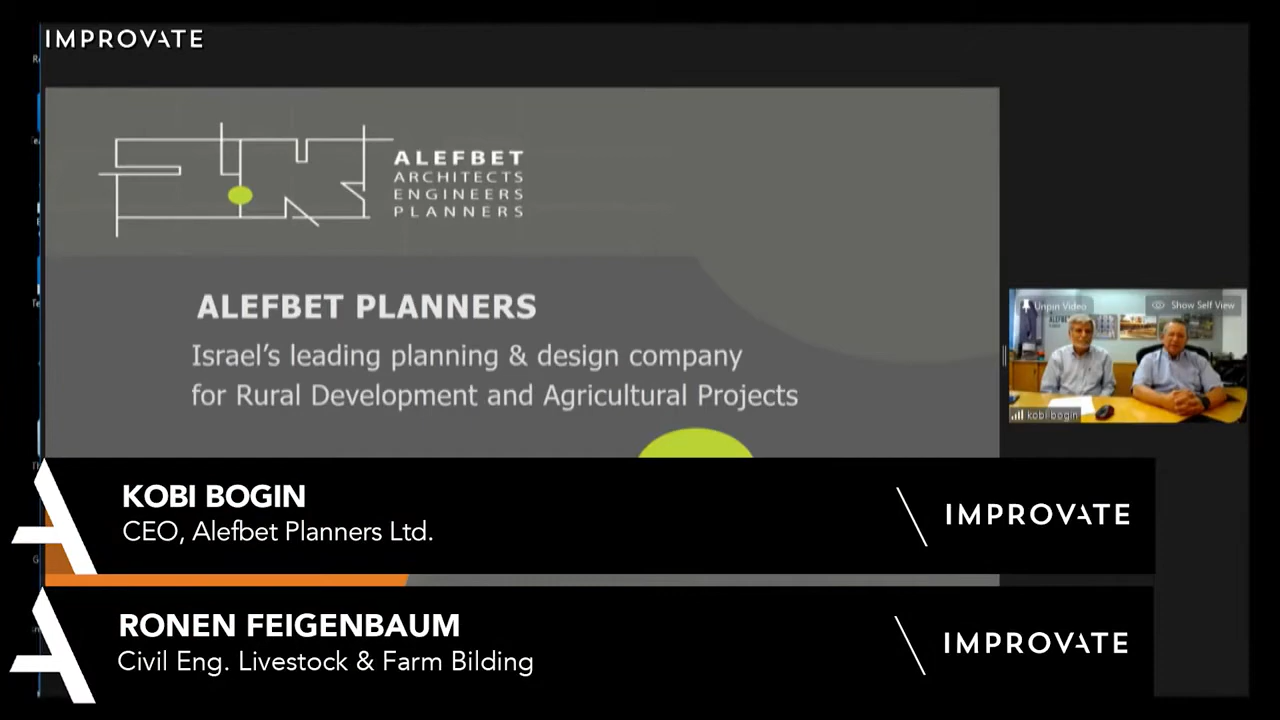 IMPROVATE
ALEFBET
ARCHITECTS
ENGINEERS
PLANNERS
ALEFBET PLANNERS
Israel's leading planning & design company
for Rural Development and Agricultural Projects
Unpin Video
Show Self View
kobi bogin
KOBI BOGIN
CEO, Alefbet Planners Ltd.
IMPROVATE
RONEN FEIGENBAUM
Civil Eng. Livestock & Farm Bilding
IMPROVATE